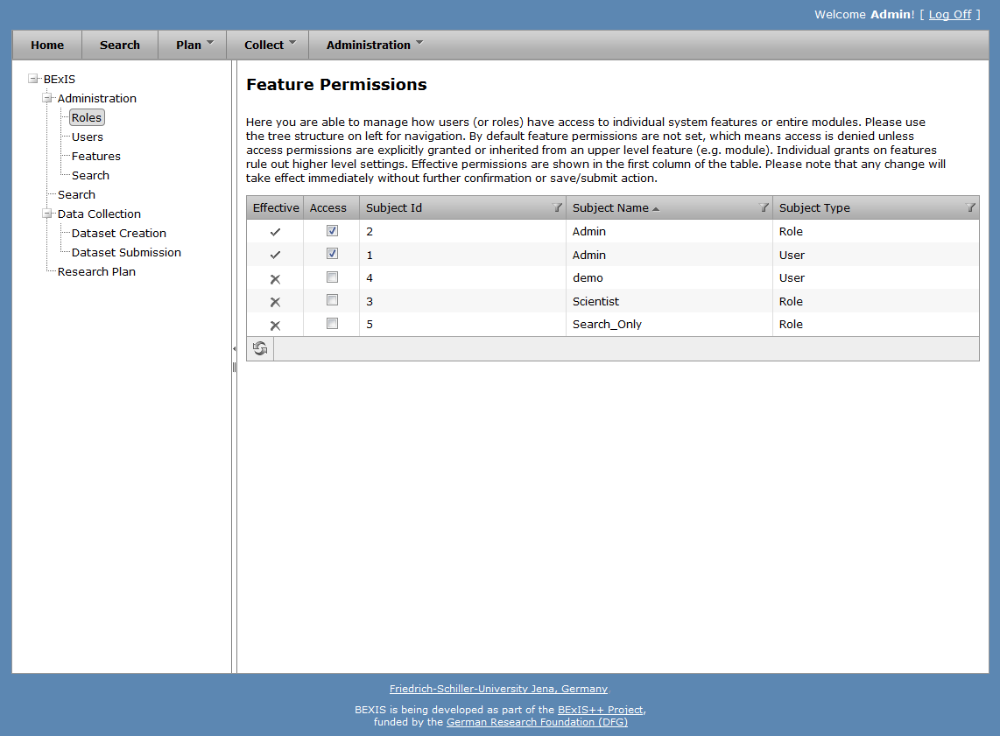 Welcome Admin! [ Log Off ]
Home Search Plan Collect Administration
BExIS
Administration
Roles
Users
Features
Search
Search
Data Collection
Dataset Creation
Dataset Submission
Research Plan
Feature Permissions
Here you are able to manage how users (or roles) have access to individual system features or entire modules. Please use
the tree structure on left for navigation. By default feature permissions are not set, which means access is denied unless
access permissions are explicitly granted or inherited from an upper level feature (e.g. module). Individual grants on features
rule out higher level settings. Effective permissions are shown in the first column of the table. Please note that any change will
take effect immediately without further confirmation or save/submit action.
Effective Access Subject Id Subject Name Subject Type
2 Admin Role
1 Admin User
4 demo User
3 Scientist Role
5 Search_Only Role
Friedrich-Schiller-University Jena, Germany
BEXIS is being developed as part of the BExIS++ Project,
funded by the German Research Foundation (DFG)